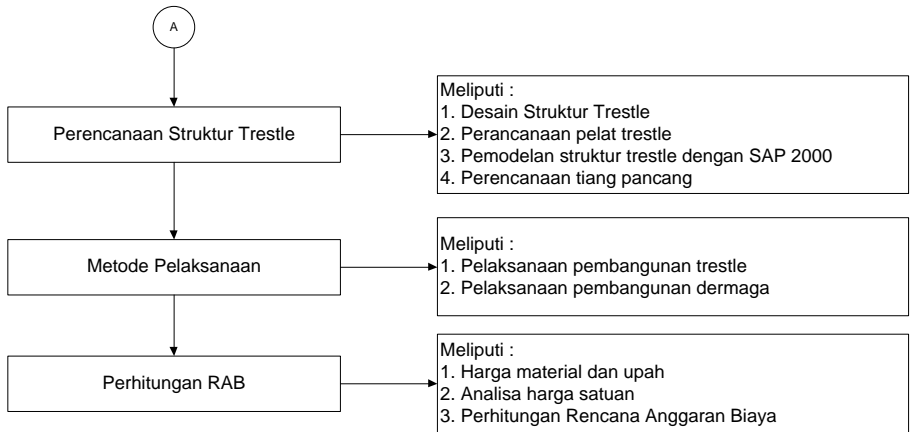 A
Perencanaan Struktur Trestle
Meliputi :
1. Desain Struktur Trestle
2. Perancanaan pelat trestle
3. Pemodelan struktur trestle dengan SAP 2000
4. Perencanaan tiang pancang
Metode Pelaksanaan
Meliputi :
1. Pelaksanaan pembangunan trestle
2. Pelaksanaan pembangunan dermaga
Perhitungan RAB
Meliputi :
1. Harga material dan upah
2. Analisa harga satuan
3. Perhitungan Rencana Anggaran Biaya